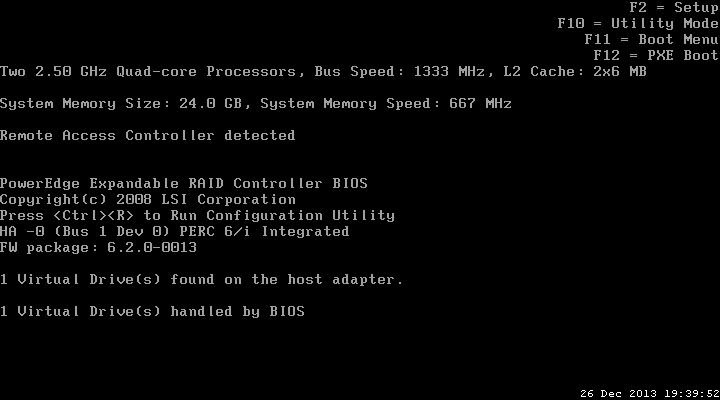 F2 = Setup
F10 = Utility Mode
F11 = Boot Menu
F12 = PXE Boot
Two 2.50 GHz Quad-core Processors, Bus Speed: 1333 MHz, L2 Cache: 2x6 MB
System Memory Size: 24.0 GB, System Memory Speed: 667 MHz
Remote Access Controller detected
PowerEdge Expandable RAID Controller BIOS
Copyright(c) 2008 LSI Corporation
Press <Ctrl><R> to Run Configuration Utility
HA -0 (Bus 1 Dev 0) PERC 6/i Integrated
FW package: 6.2.0-0013
1 Virtual Drive(s) found on the host adapter.
1 Virtual Drive(s) handled by BIOS
26 Dec 2013 19:39:52